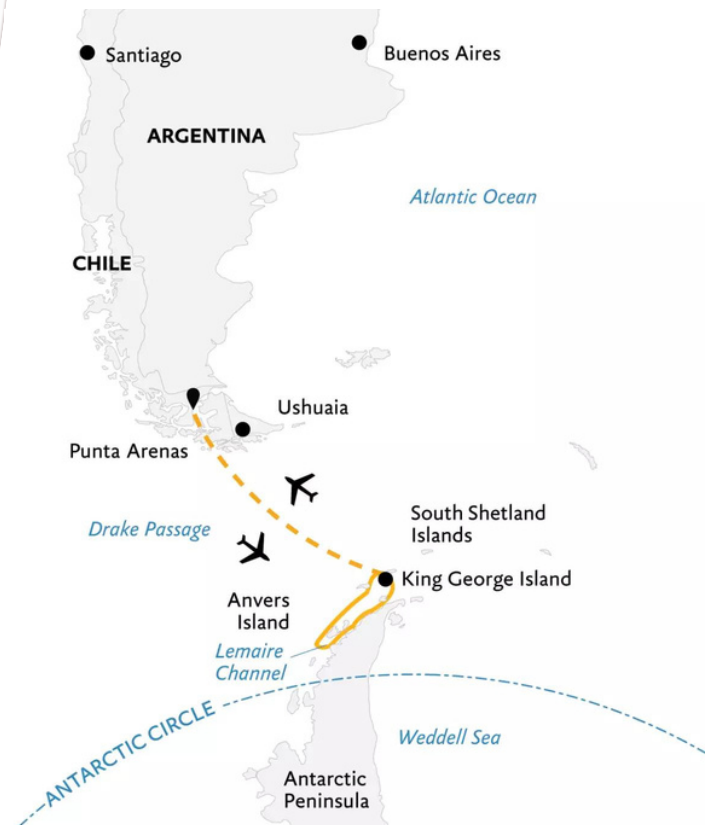 Santiago
Buenos Aires
ARGENTINA
Atlantic Ocean
CHILE
Ushuaia
Punta Arenas
Drake Passage
South Shetland
Islands
King George Island
Anvers
Island
Lemaire
Channel
ANTARCTIC CIRCLE
Weddell Sea
Antarctic
Peninsula